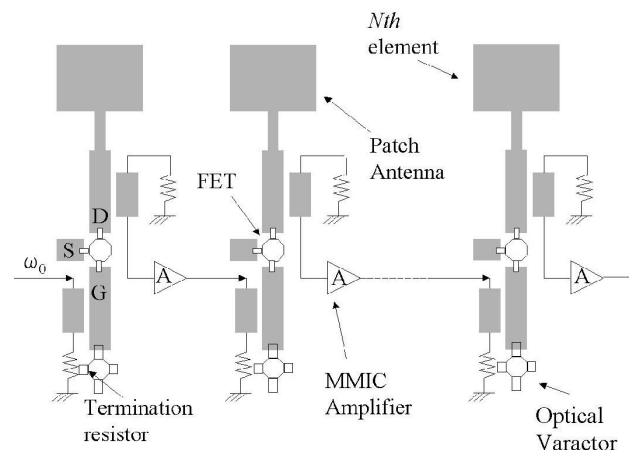 Nth
element
Patch
Antenna
FET
D
S
G
ω0
A
A
A
MMIC
Amplifier
Termination
resistor
Optical
Varactor